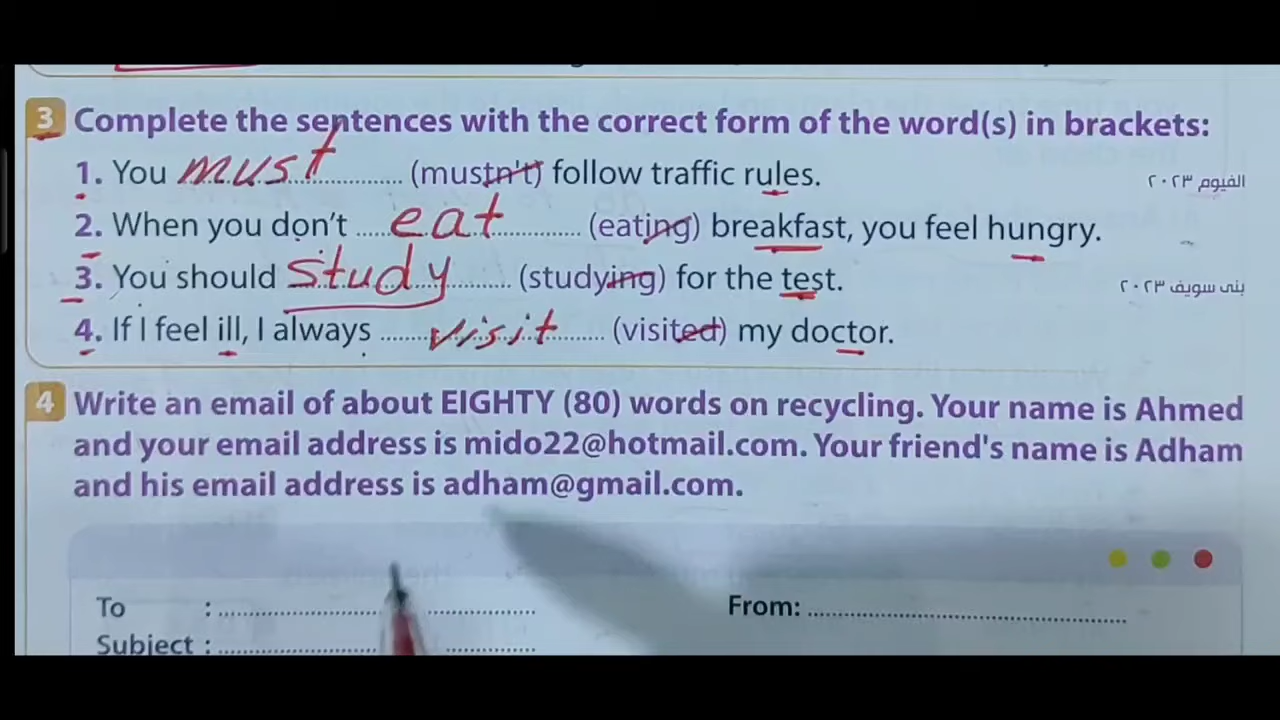 3 Complete the sentences with the correct form of the word(s) in brackets:
1. You must (mustn't) follow traffic rules. الفيوم ٢٠٢٣
2. When you don't eat (eating) breakfast, you feel hungry.
3. You should study (studying) for the test. بنى سويف ٢٠٢٣
4. If I feel ill, I always visit (visited) my doctor.
4 Write an email of about EIGHTY (80) words on recycling. Your name is Ahmed
and your email address is mido22@hotmail.com. Your friend's name is Adham
and his email address is adham@gmail.com.
To : From:
Subject :